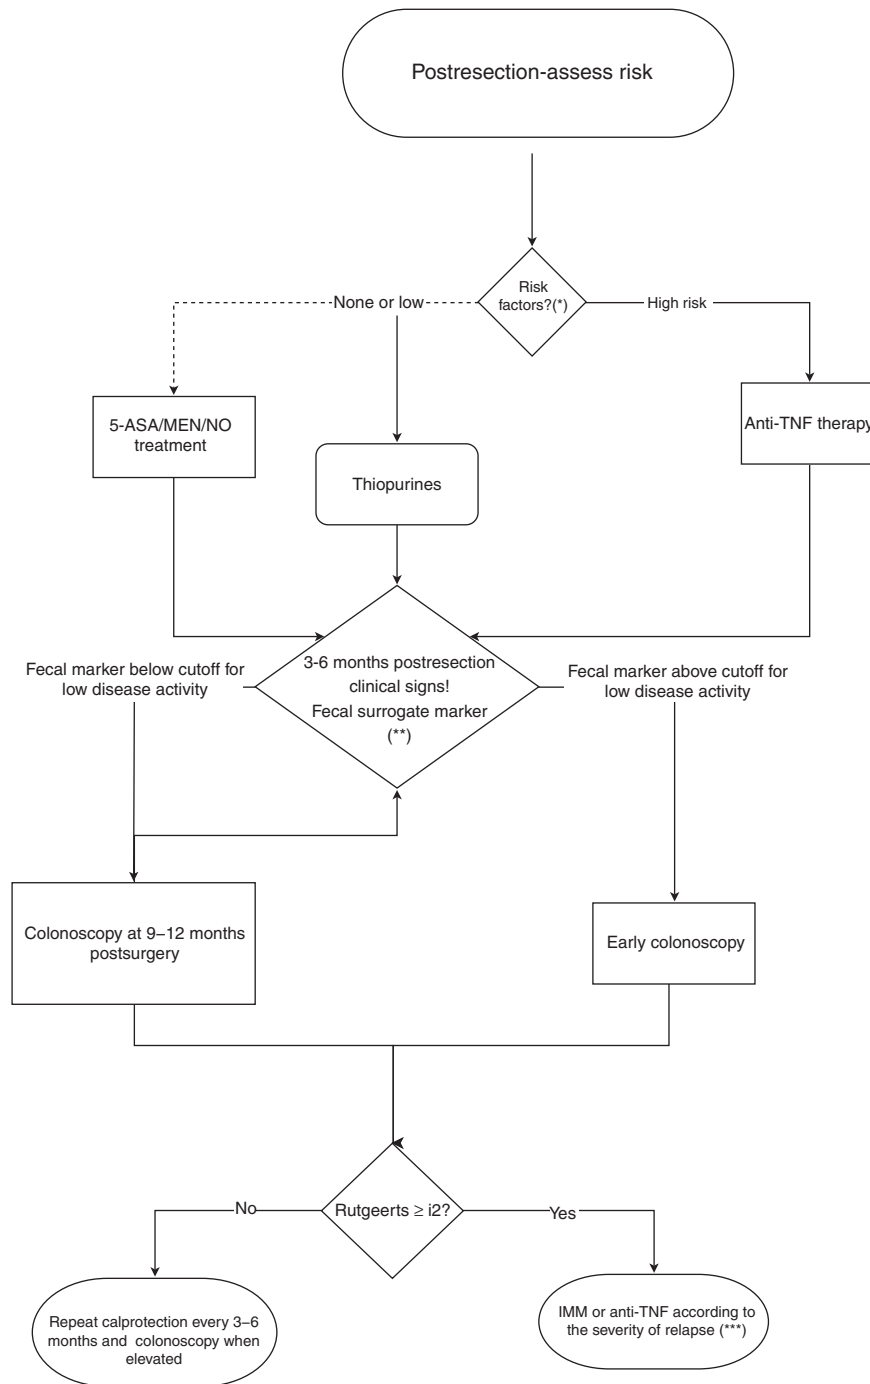 Postresection-assess risk
Risk
factors?(*)
None or low
High risk
5-ASA/MEN/NO
treatment
Anti-TNF therapy
Thiopurines
3-6 months postresection
clinical signs!
Fecal surrogate marker
(**)
Fecal marker below cutoff for
low disease activity
Fecal marker above cutoff for
low disease activity
Colonoscopy at 9–12 months
postsurgery
Early colonoscopy
Rutgeerts ≥ i2?
No
Yes
Repeat calprotection every 3–6
months and colonoscopy when
elevated
IMM or anti-TNF according to
the severity of relapse (***)